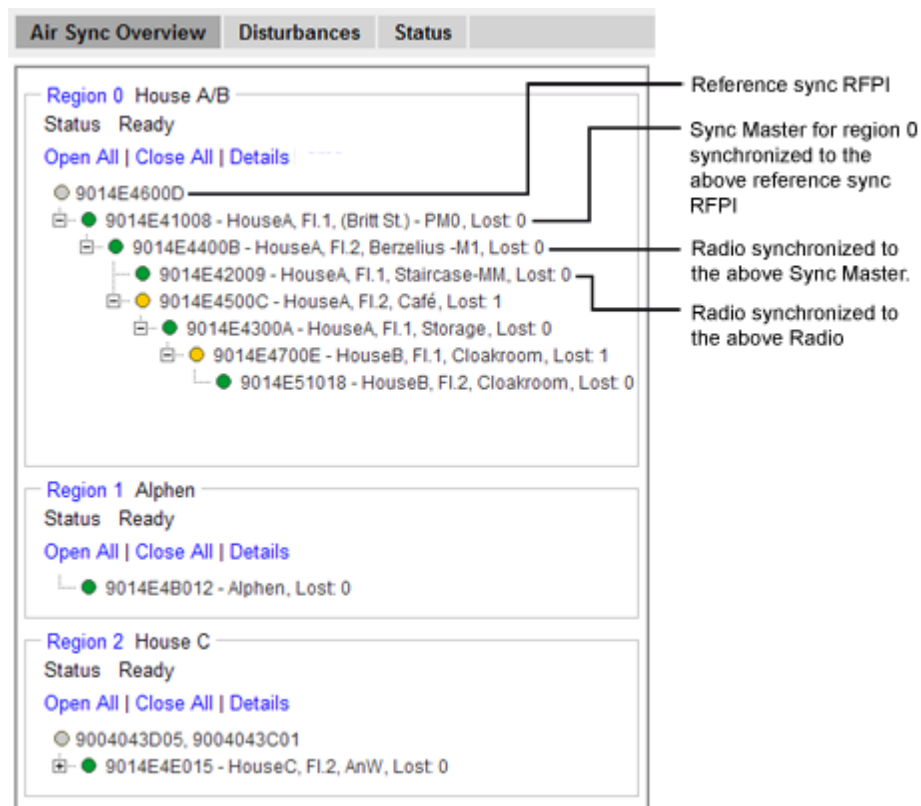 Air Sync Overview Disturbances Status
Region 0 House A/B
Status Ready
Open All | Close All | Details
9014E4600D
9014E41008 - HouseA, Fl.1, (Britt St.) - PM0, Lost: 0
9014E4400B - HouseA, Fl.2, Berzelius -M1, Lost: 0
9014E42009 - HouseA, Fl.1, Staircase-MM, Lost: 0
9014E4500C - HouseA, Fl.2, Café, Lost: 1
9014E4300A - HouseA, Fl.1, Storage, Lost: 0
9014E4700E - HouseB, Fl.1, Cloakroom, Lost: 1
9014E51018 - HouseB, Fl.2, Cloakroom, Lost: 0
Reference sync RFPI
Sync Master for region 0
synchronized to the
above reference sync
RFPI
Radio synchronized to
the above Sync Master.
Radio synchronized to
the above Radio
Region 1 Alphen
Status Ready
Open All | Close All | Details
9014E4B012 - Alphen, Lost: 0
Region 2 House C
Status Ready
Open All | Close All | Details
9004043D05, 9004043C01
9014E4E015 - HouseC, Fl.2, AnW, Lost: 0